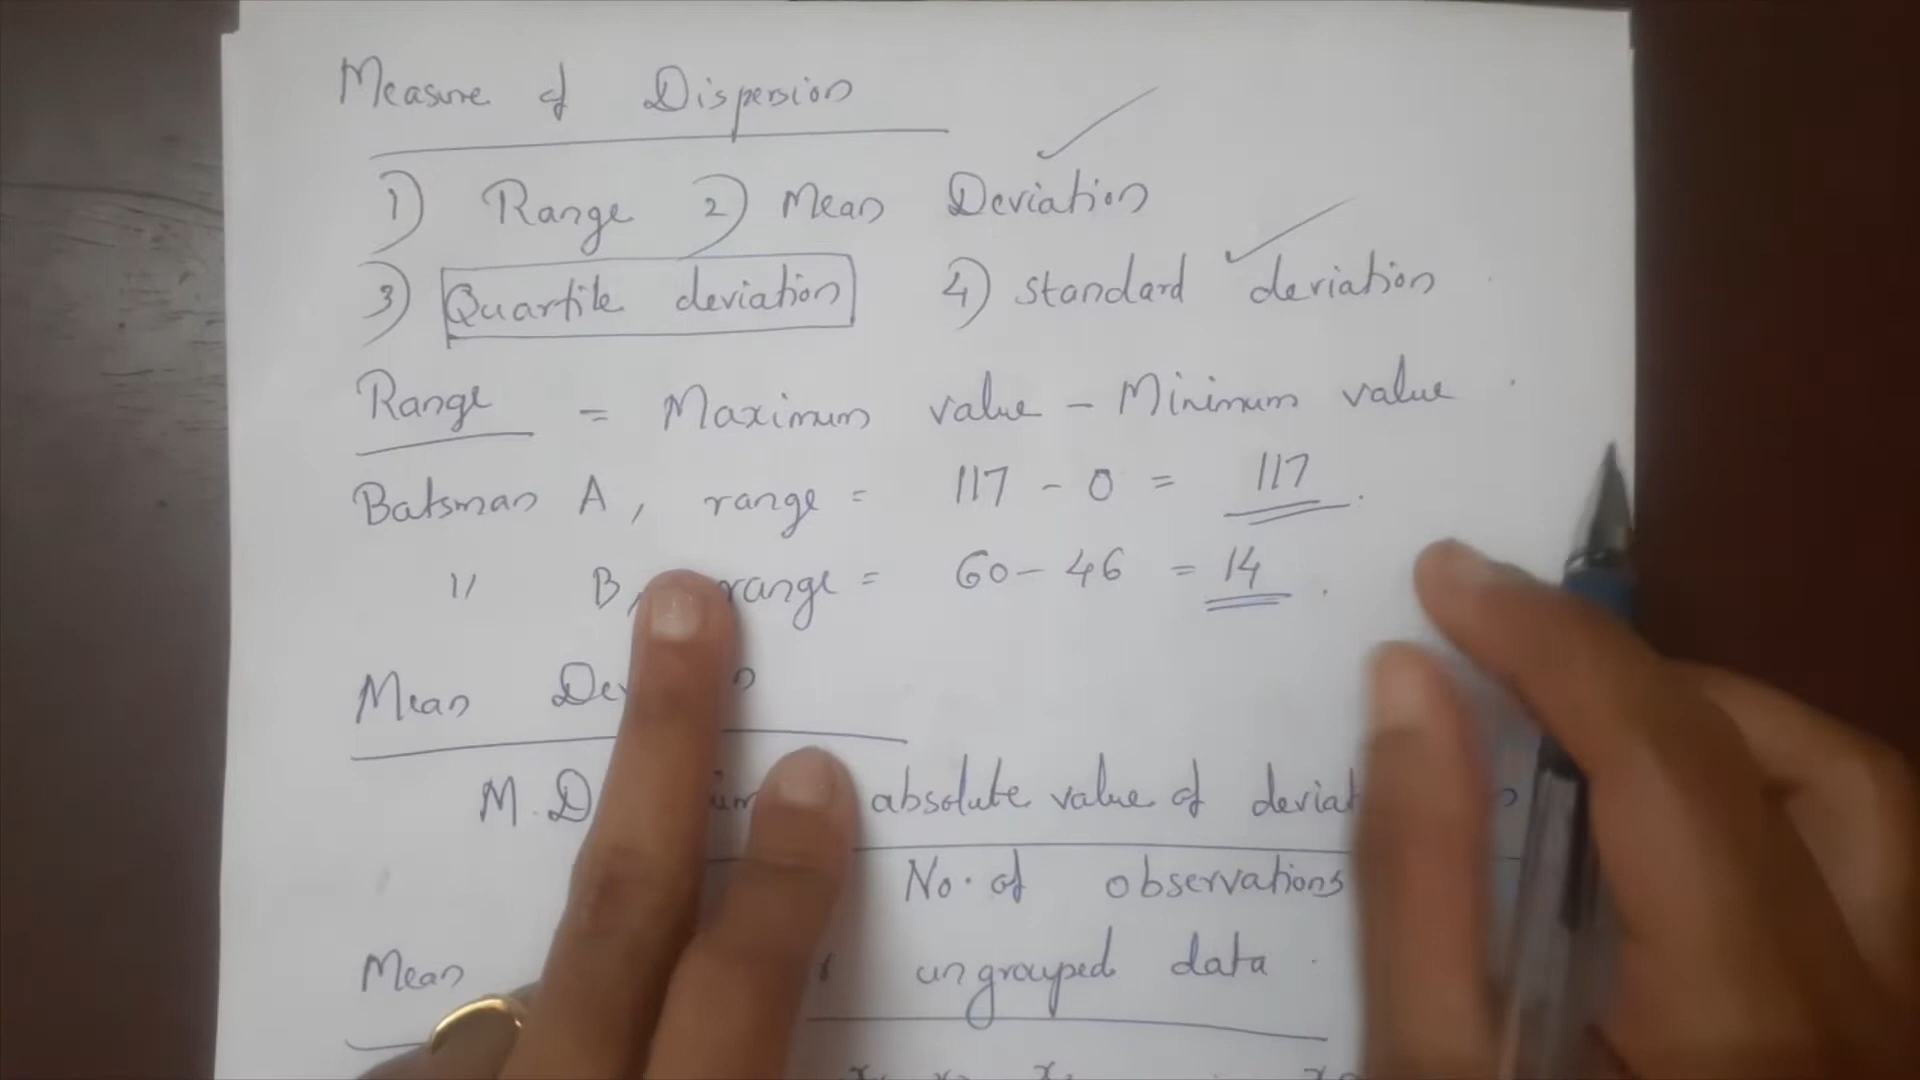 Measure of Dispersion
1) Range 2) Mean Deviation
3) Quartile deviation 4) standard deviation
Range = Maximum value - Minimum value
Batsman A, range = 117 - 0 = 117.
11 B, range = 60 - 46 = 14.
Mean
M.D absolute value of
No. of observations
Mean ungrouped data.